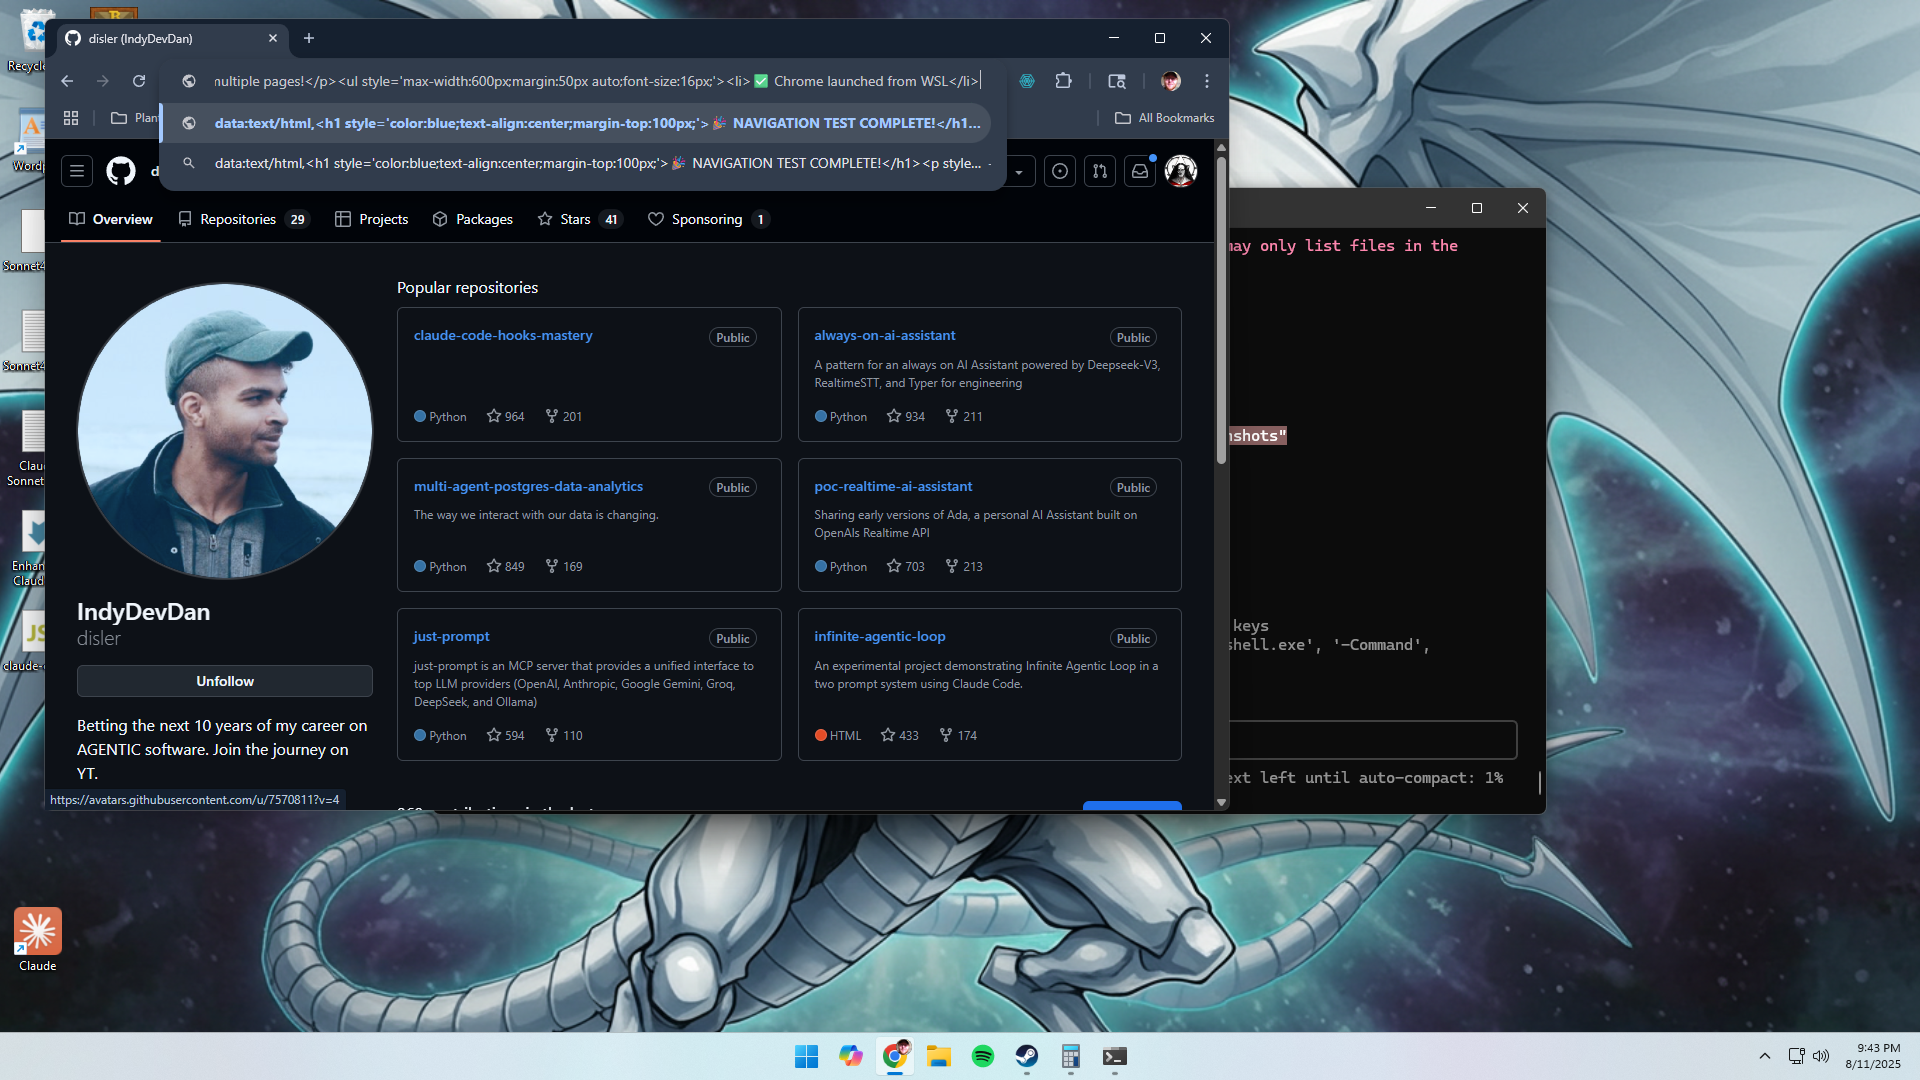 Recycle
disler (IndyDevDan)
multiple pages!</p><ul style='max-width:600px;margin:50px auto;font-size:16px;'><li>✅ Chrome launched from WSL</li>
data:text/html,<h1 style='color:blue;text-align:center;margin-top:100px;'>🎉 NAVIGATION TEST COMPLETE!</h1...
data:text/html,<h1 style='color:blue;text-align:center;margin-top:100px;'>🎉 NAVIGATION TEST COMPLETE!</h1><p style... -
Plan
All Bookmarks
d
Overview
Repositories 29
Projects
Packages
Stars 41
Sponsoring 1
Popular repositories
claude-code-hooks-mastery
Public
Python
964
201
always-on-ai-assistant
Public
A pattern for an always on AI Assistant powered by Deepseek-V3,
RealtimeSTT, and Typer for engineering
Python
934
211
multi-agent-postgres-data-analytics
Public
The way we interact with our data is changing.
Python
849
169
poc-realtime-ai-assistant
Public
Sharing early versions of Ada, a personal AI Assistant built on
OpenAIs Realtime API
Python
703
213
just-prompt
Public
just-prompt is an MCP server that provides a unified interface to
top LLM providers (OpenAI, Anthropic, Google Gemini, Groq,
DeepSeek, and Ollama)
Python
594
110
infinite-agentic-loop
Public
An experimental project demonstrating Infinite Agentic Loop in a
two prompt system using Claude Code.
HTML
433
174
IndyDevDan
disler
Unfollow
Betting the next 10 years of my career on
AGENTIC software. Join the journey on
YT.
https://avatars.githubusercontent.com/u/7570811?v=4
may only list files in the
nshots"
keys
shell.exe', '-Command',
ext left until auto-compact: 1%
Wordp
Sonnet4
Sonnet4
Clau
Sonnet
Enhan
Claud
JS
claude-c
Claude
9:43 PM
8/11/2025